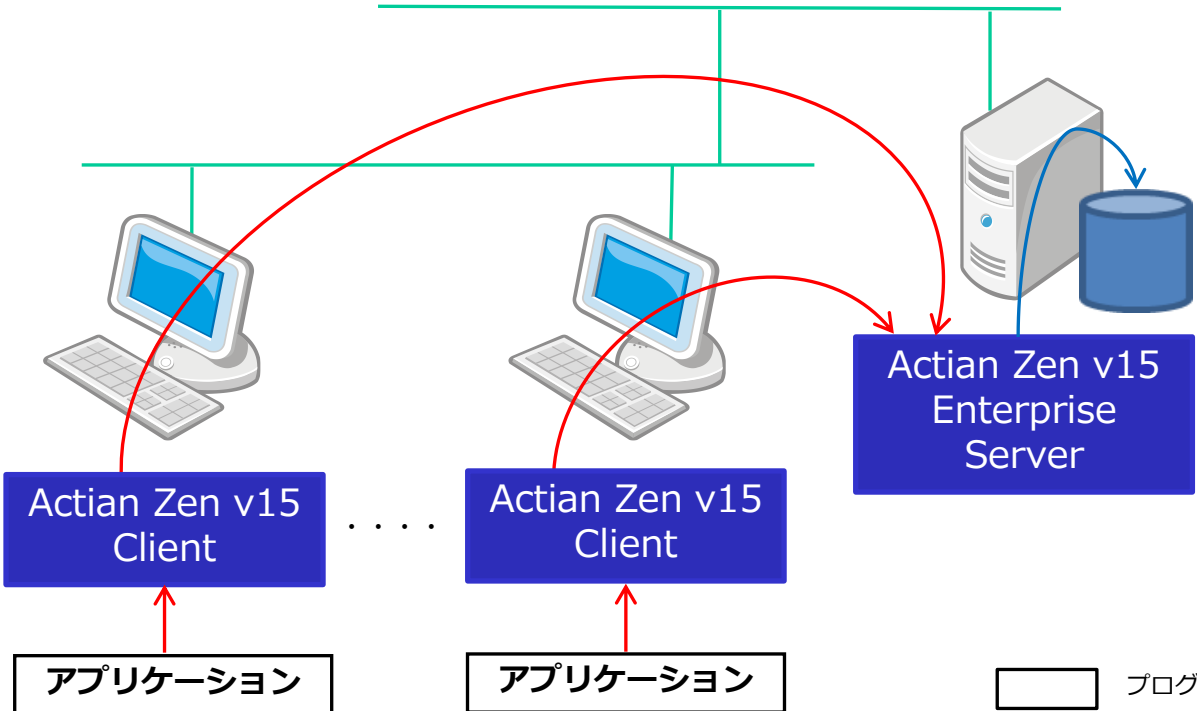 Actian Zen v15
Enterprise
Server
Actian Zen v15
Client
. . . .
Actian Zen v15
Client
アプリケーション
アプリケーション
プログ